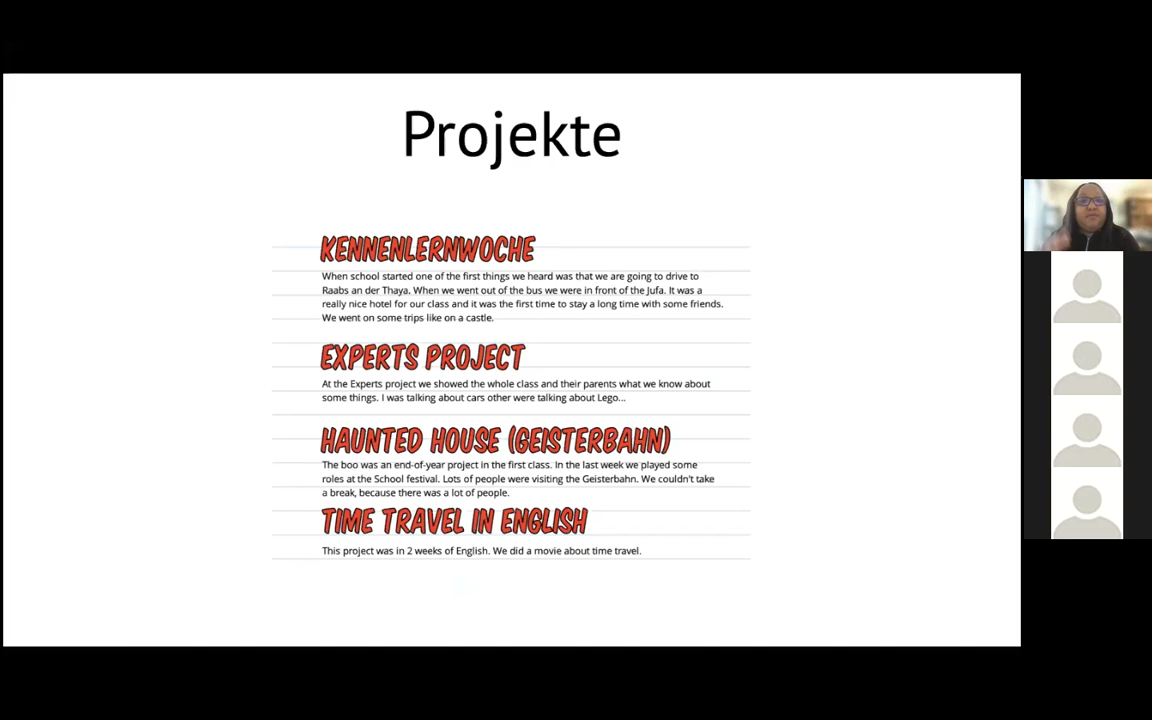 Projekte
KENNENLERNWOCHE
When school started one of the first things we heard was that we are going to drive to
Raabs an der Thaya. When we went out of the bus we were in front of the Jufa. It was a
really nice hotel for our class and it was the first time to stay a long time with some friends.
We went on some trips like on a castle.
EXPERTS PROJECT
At the Experts project we showed the whole class and their parents what we know about
some things. I was talking about cars other were talking about Lego...
HAUNTED HOUSE (GEISTERBAHN)
The boo was an end-of-year project in the first class. In the last week we played some
roles at the School festival. Lots of people were visiting the Geisterbahn. We couldn't take
a break, because there was a lot of people.
TIME TRAVEL IN ENGLISH
This project was in 2 weeks of English. We did a movie about time travel.